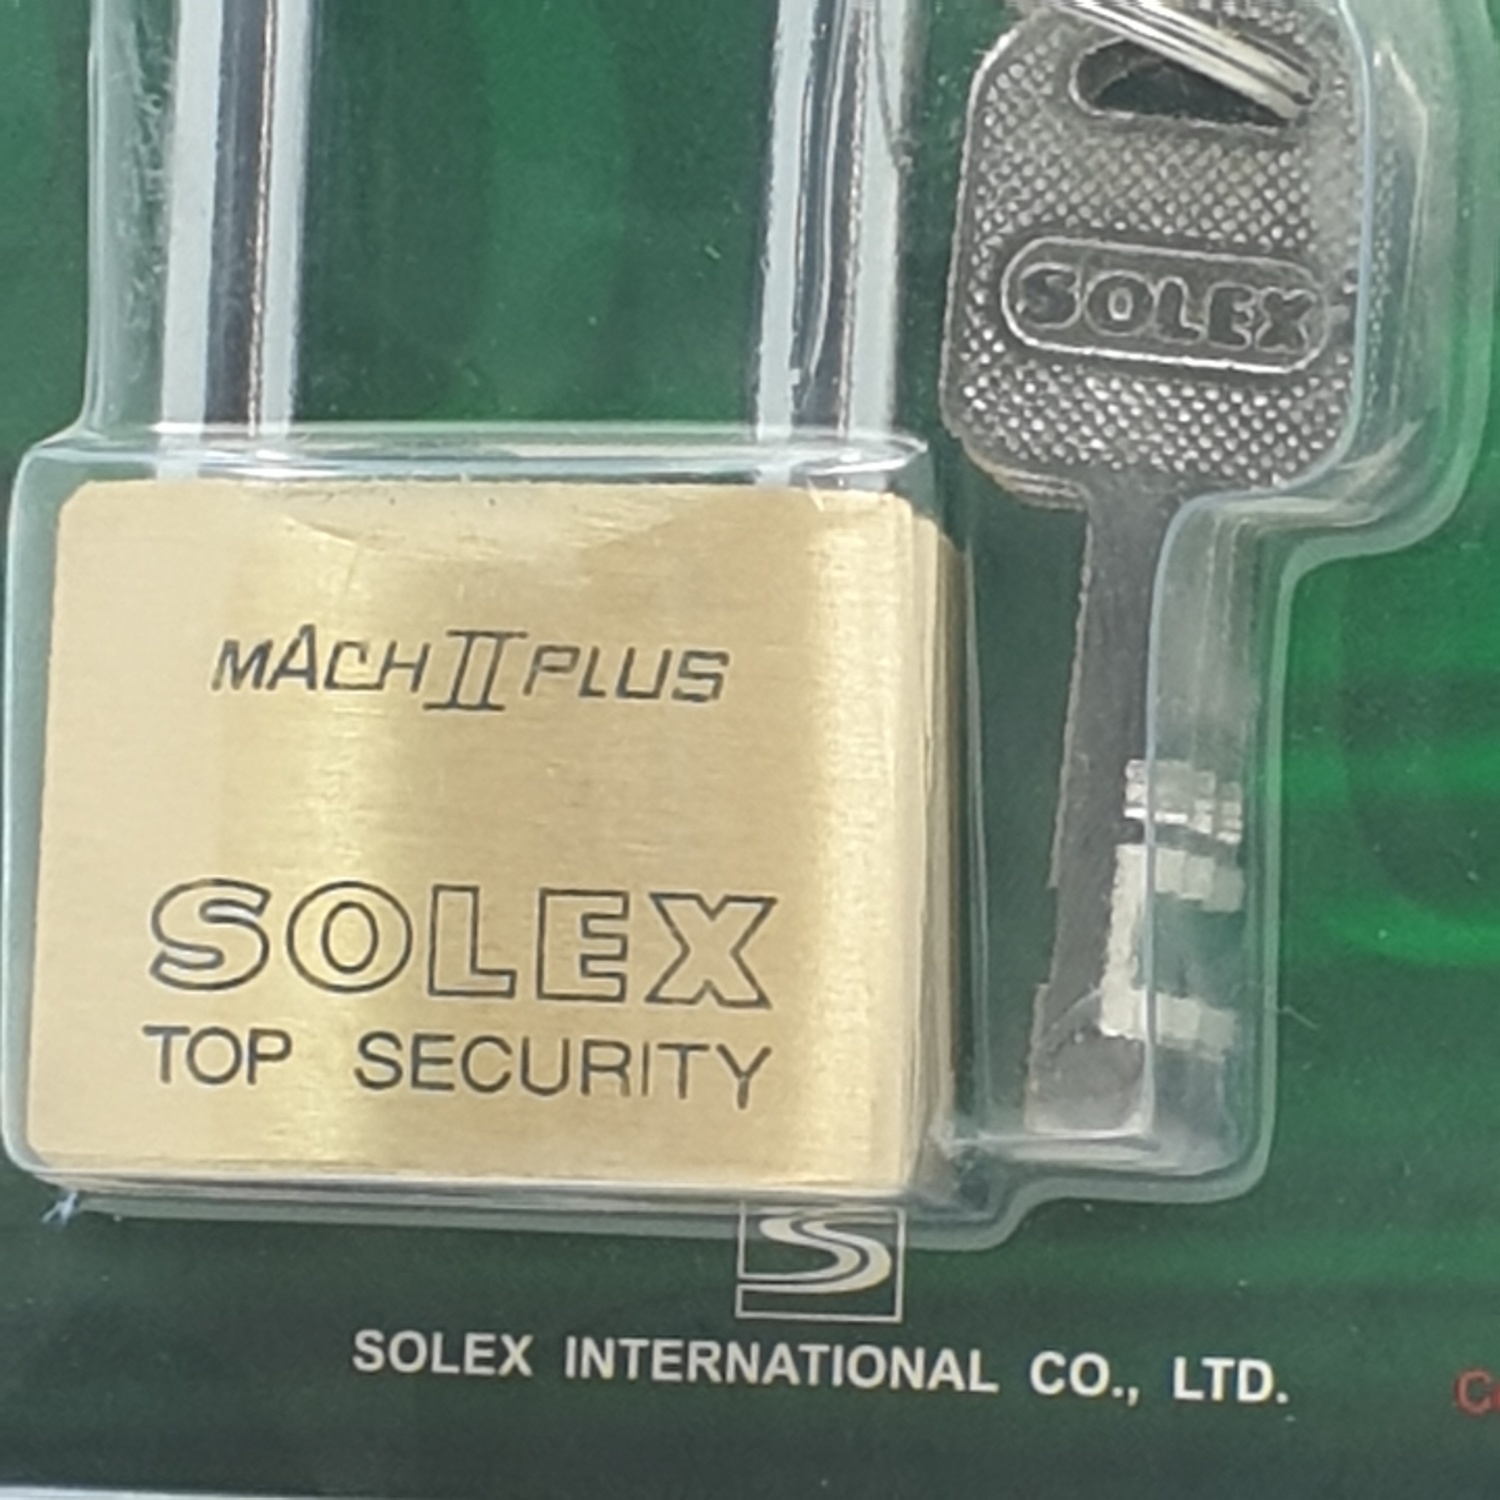 SOLEX
MACH II PLUS
SOLEX
TOP SECURITY
S
SOLEX INTERNATIONAL CO., LTD.